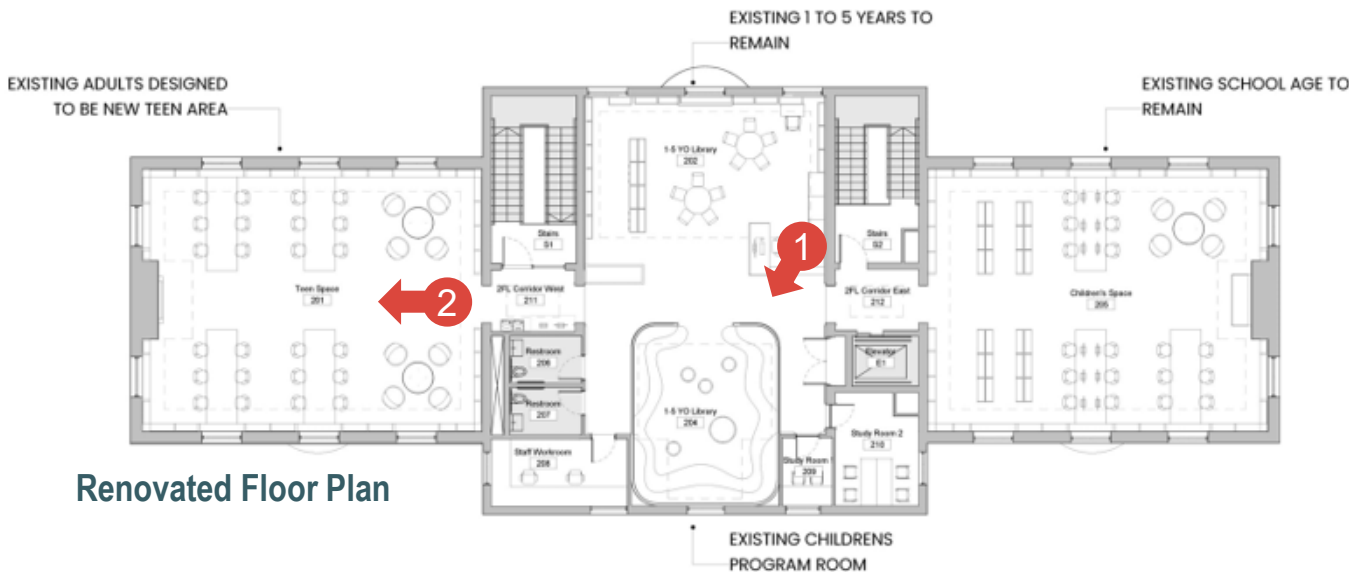 EXISTING 1 TO 5 YEARS TO
REMAIN
EXISTING ADULTS DESIGNED
TO BE NEW TEEN AREA
EXISTING SCHOOL AGE TO
REMAIN
1-5 YO Library
202
Stairs
S1
Stairs
S2
1
2
Teen Space
201
2FL Corridor West
211
2FL Corridor East
212
Children's Space
205
Restroom
206
Elevator
E1
Restroom
207
1-5 YO Library
204
Staff Workroom
208
Study Room 1
209
Study Room 2
210
Renovated Floor Plan
EXISTING CHILDRENS
PROGRAM ROOM